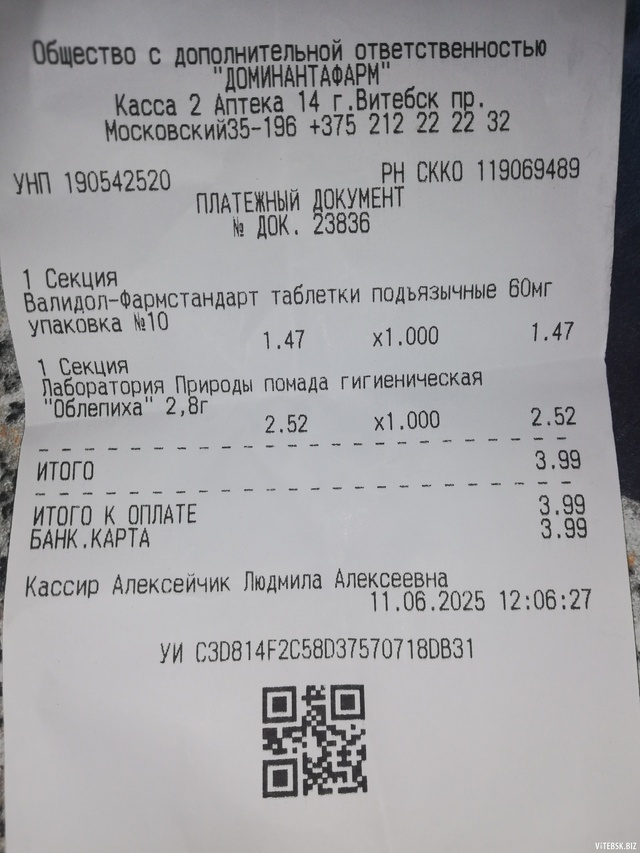 Общество с дополнительной ответственностью
"ДОМИНАНТАФАРМ"
Касса 2 Аптека 14 г.Витебск пр.
Московский35-196 +375 212 22 22 32
УНП 190542520 РН СККО 119069489
ПЛАТЕЖНЫЙ ДОКУМЕНТ
№ ДОК. 23836
1 Секция
Валидол-Фармстандарт таблетки подъязычные 60мг
упаковка №10
1.47 x1.000 1.47
1 Секция
Лаборатория Природы помада гигиеническая
"Облепиха" 2,8г
2.52 x1.000 2.52
ИТОГО 3.99
ИТОГО К ОПЛАТЕ 3.99
БАНК.КАРТА 3.99
Кассир Алексейчик Людмила Алексеевна
11.06.2025 12:06:27
УИ C3D814F2C58D37570718DB31
ViTEBSK.BIZ